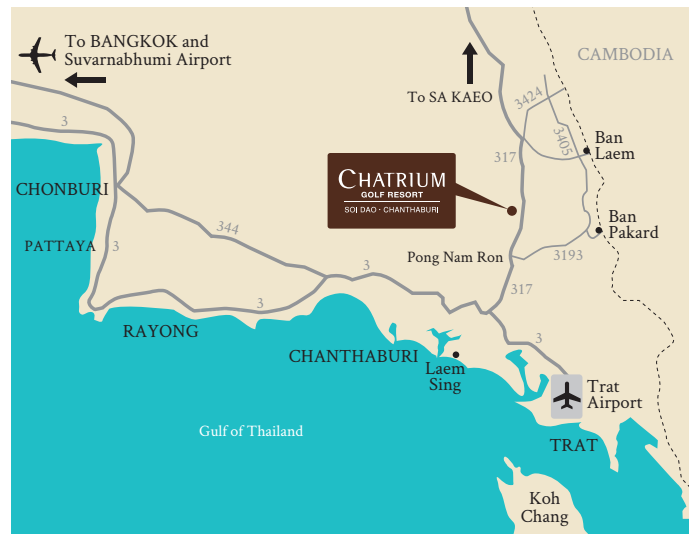 To BANGKOK and
Suvarnabhumi Airport
CAMBODIA
To SA KAEO
3424
3
3405
Ban
Laem
317
CHATRIUM
GOLF RESORT
SOI DAO · CHANTHABURI
CHONBURI
Ban
Pakard
344
PATTAYA
3
Pong Nam Ron
3193
3
317
3
RAYONG
3
CHANTHABURI
Laem
Sing
Trat
Airport
Gulf of Thailand
TRAT
Koh
Chang